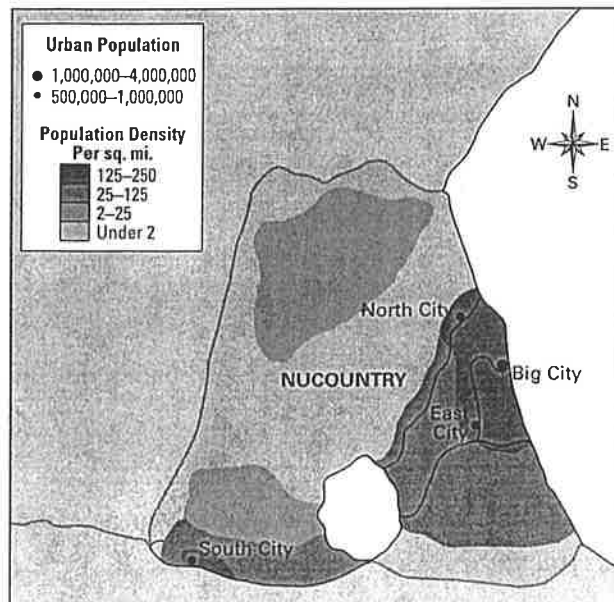 Urban Population
1,000,000–4,000,000
500,000–1,000,000
Population Density
Per sq. mi.
125–250
25–125
2–25
Under 2
N
W E
S
North City
NUCOUNTRY
Big City
East
City
South City